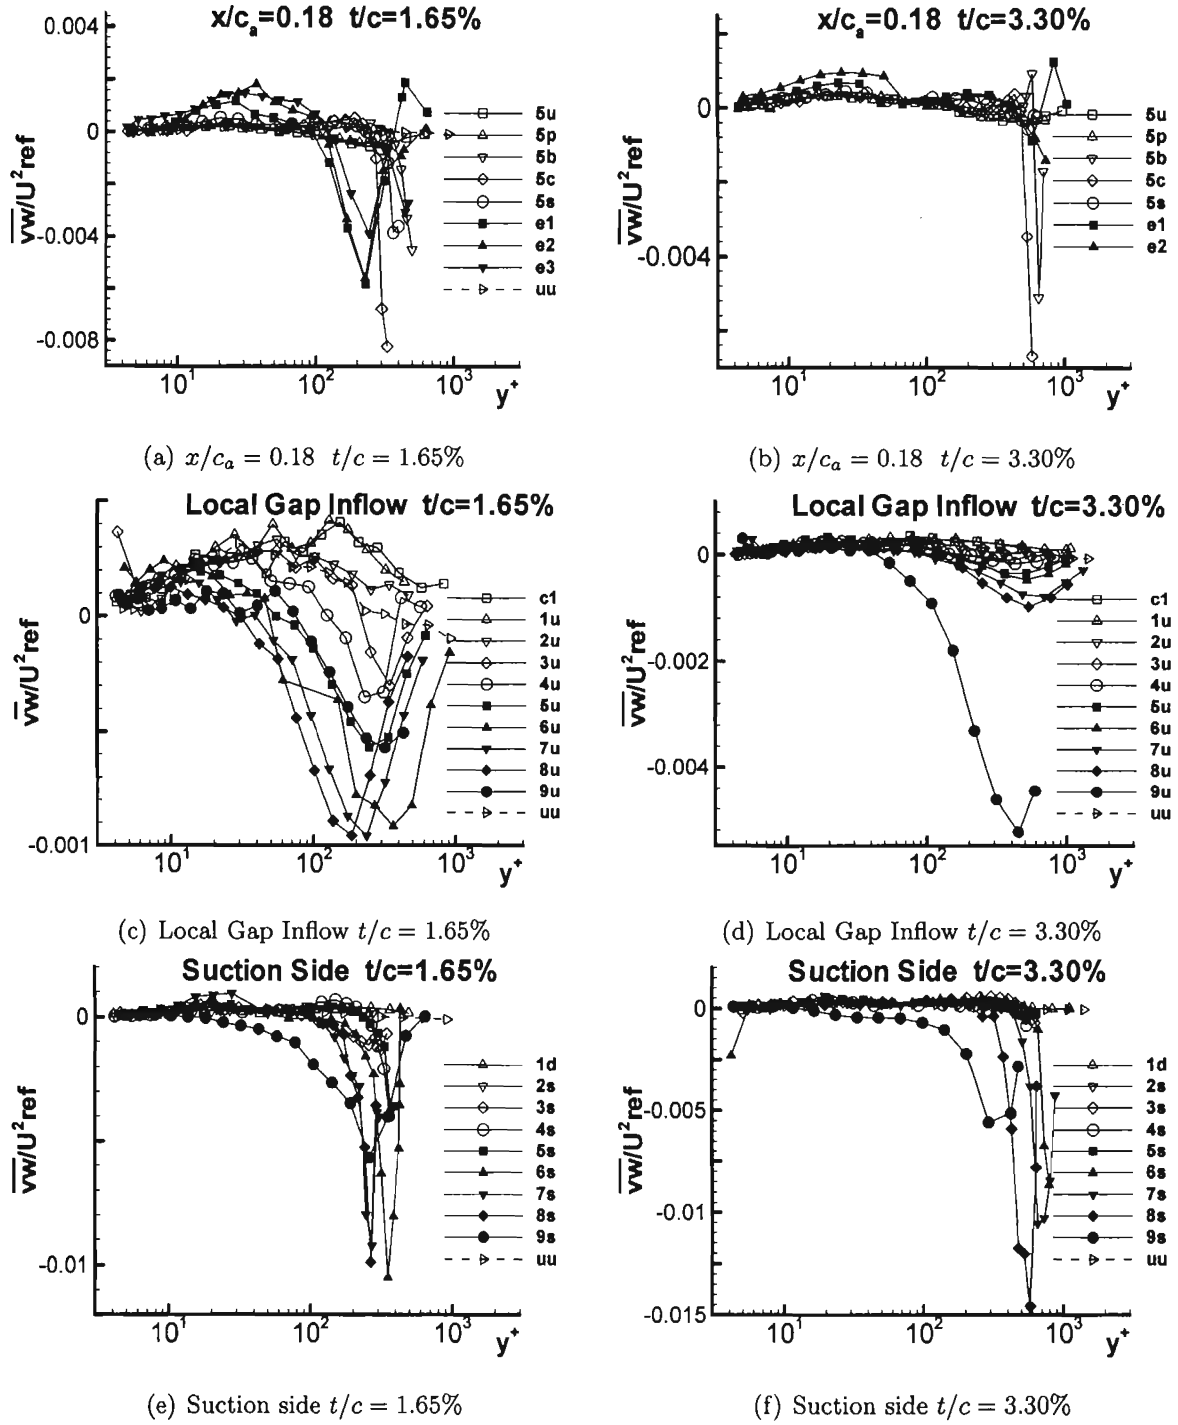 x/cₐ=0.18 t/c=1.65%
0.004
0
-0.004
-0.008
vw/U²ref
10¹
10²
10³
y⁺
5u
5p
5b
5c
5s
e1
e2
e3
uu
(a) x/cₐ = 0.18 t/c = 1.65%
x/cₐ=0.18 t/c=3.30%
0
-0.004
vw/U²ref
10¹
10²
10³
y⁺
5u
5p
5b
5c
5s
e1
e2
(b) x/cₐ = 0.18 t/c = 3.30%
Local Gap Inflow t/c=1.65%
0
-0.001
vw/U²ref
10¹
10²
10³
y⁺
c1
1u
2u
3u
4u
5u
6u
7u
8u
9u
uu
(c) Local Gap Inflow t/c = 1.65%
Local Gap Inflow t/c=3.30%
0
-0.002
-0.004
vw/U²ref
10¹
10²
10³
y⁺
c1
1u
2u
3u
4u
5u
6u
7u
8u
9u
uu
(d) Local Gap Inflow t/c = 3.30%
Suction Side t/c=1.65%
0
-0.01
vw/U²ref
10¹
10²
10³
y⁺
1d
2s
3s
4s
5s
6s
7s
8s
9s
uu
(e) Suction side t/c = 1.65%
Suction Side t/c=3.30%
0
-0.005
-0.01
-0.015
vw/U²ref
10¹
10²
10³
y⁺
1d
2s
3s
4s
5s
6s
7s
8s
9s
uu
(f) Suction side t/c = 3.30%